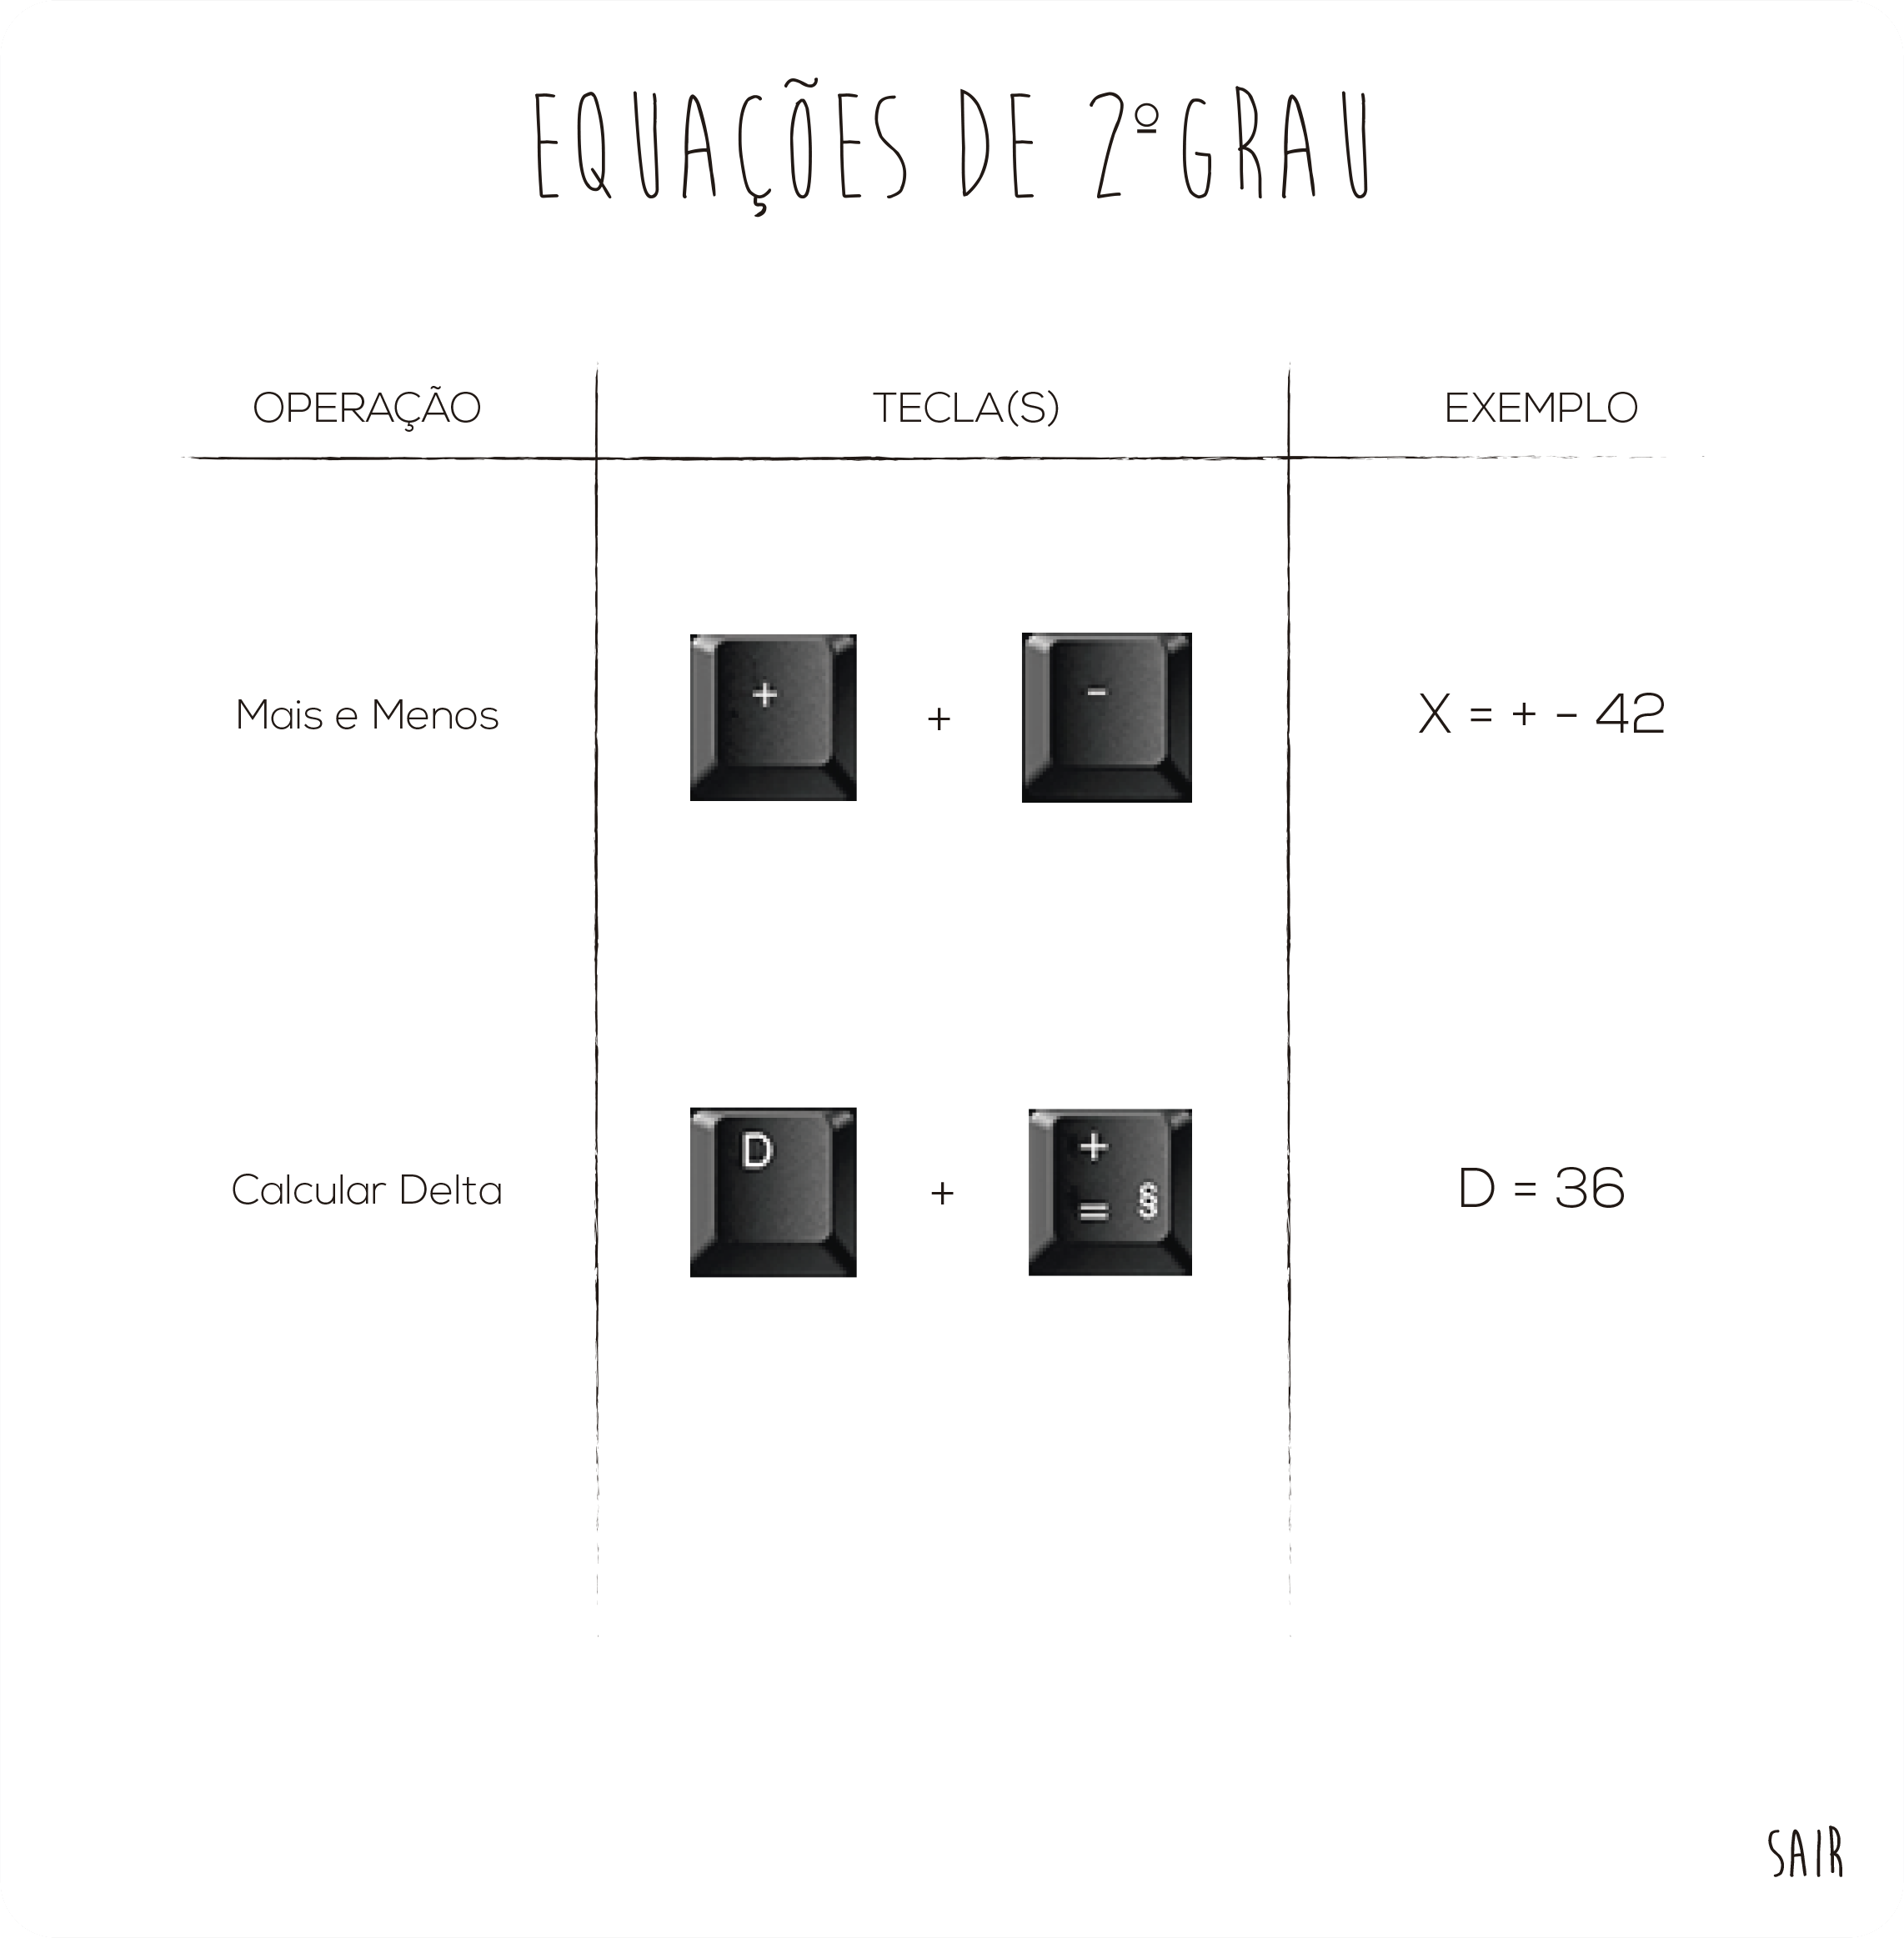 EQUAÇÕES DE 2º GRAU
OPERAÇÃO TECLA(S) EXEMPLO
Mais e Menos + + - X = + - 42
Calcular Delta D + + = § D = 36
SAIR